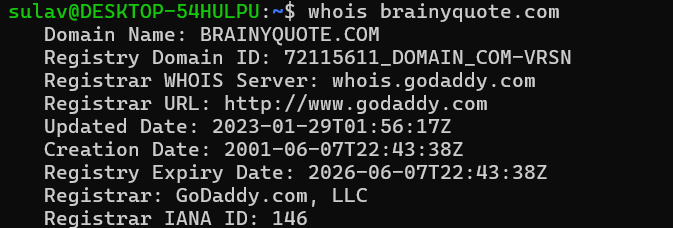 sulav@DESKTOP-54HULPU:~$ whois brainyquote.com
Domain Name: BRAINYQUOTE.COM
Registry Domain ID: 72115611_DOMAIN_COM-VRSN
Registrar WHOIS Server: whois.godaddy.com
Registrar URL: http://www.godaddy.com
Updated Date: 2023-01-29T01:56:17Z
Creation Date: 2001-06-07T22:43:38Z
Registry Expiry Date: 2026-06-07T22:43:38Z
Registrar: GoDaddy.com, LLC
Registrar IANA ID: 146